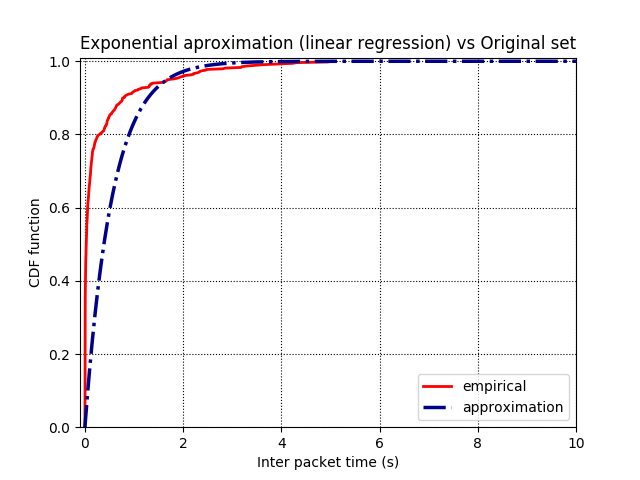 Exponential aproximation (linear regression) vs Original set
1.0
0.8
0.6
0.4
0.2
0.0
CDF function
empirical
approximation
0 2 4 6 8 10
Inter packet time (s)